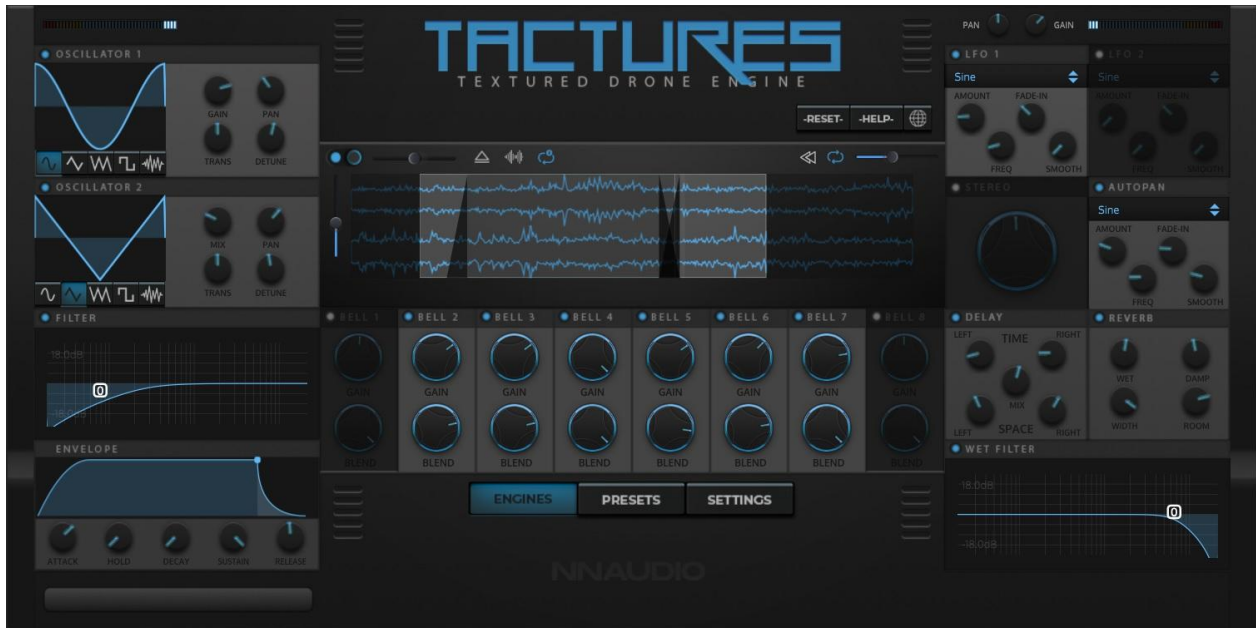 TACTURES
TEXTURED DRONE ENGINE
-RESET- -HELP-
PAN GAIN
OSCILLATOR 1
GAIN PAN
TRANS DETUNE
OSCILLATOR 2
MIX PAN
TRANS DETUNE
FILTER
-18.0dB
0
-18.0dB
ENVELOPE
ATTACK HOLD DECAY SUSTAIN RELEASE
BELL 1 BELL 2 BELL 3 BELL 4 BELL 5 BELL 6 BELL 7 BELL 8
GAIN GAIN GAIN GAIN GAIN GAIN GAIN GAIN
BLEND BLEND BLEND BLEND BLEND BLEND BLEND BLEND
ENGINES PRESETS SETTINGS
NNAUDIO
LFO 1 LFO 2
Sine Sine
AMOUNT FADE-IN AMOUNT FADE-IN
FREQ SMOOTH FREQ SMOOTH
STEREO AUTOPAN
Sine
AMOUNT FADE-IN
FREQ SMOOTH
DELAY
LEFT TIME RIGHT
MIX
LEFT SPACE RIGHT
REVERB
WET DAMP
WIDTH ROOM
WET FILTER
18.0dB
0
-18.0dB